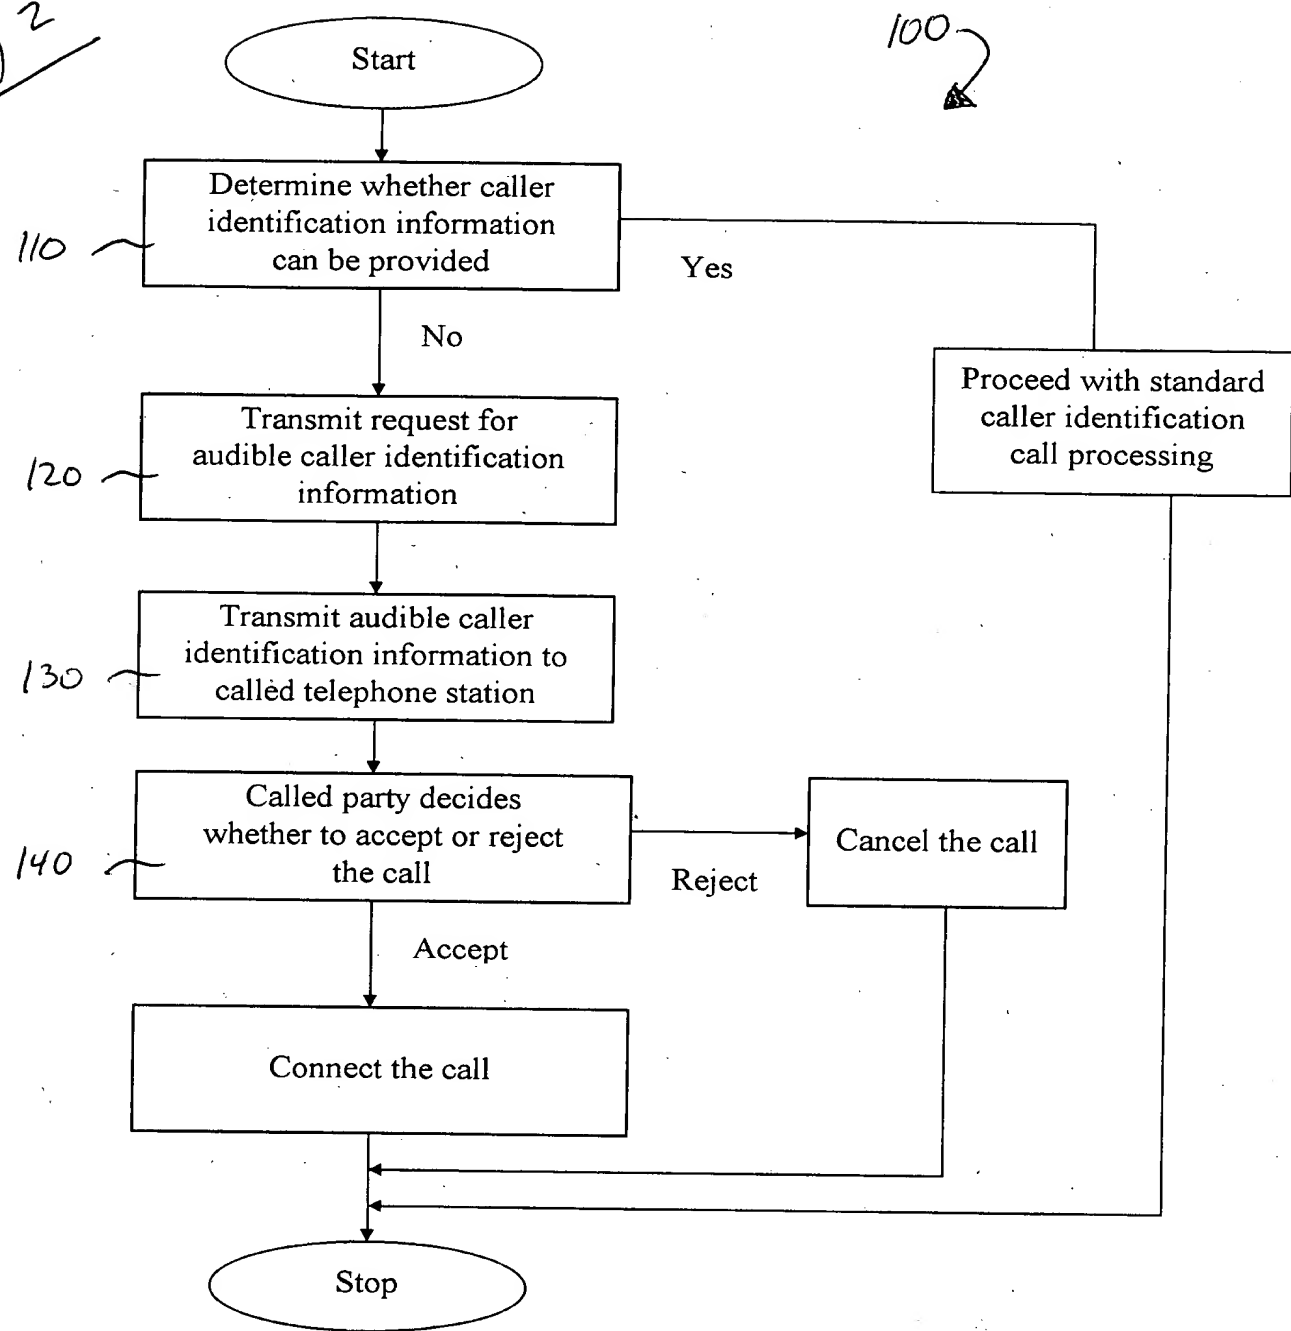 2
100
Start
Determine whether caller
identification information
can be provided
110
Yes
No
Proceed with standard
caller identification
call processing
Transmit request for
audible caller identification
information
120
Transmit audible caller
identification information to
called telephone station
130
Called party decides
whether to accept or reject
the call
140
Reject
Cancel the call
Accept
Connect the call
Stop